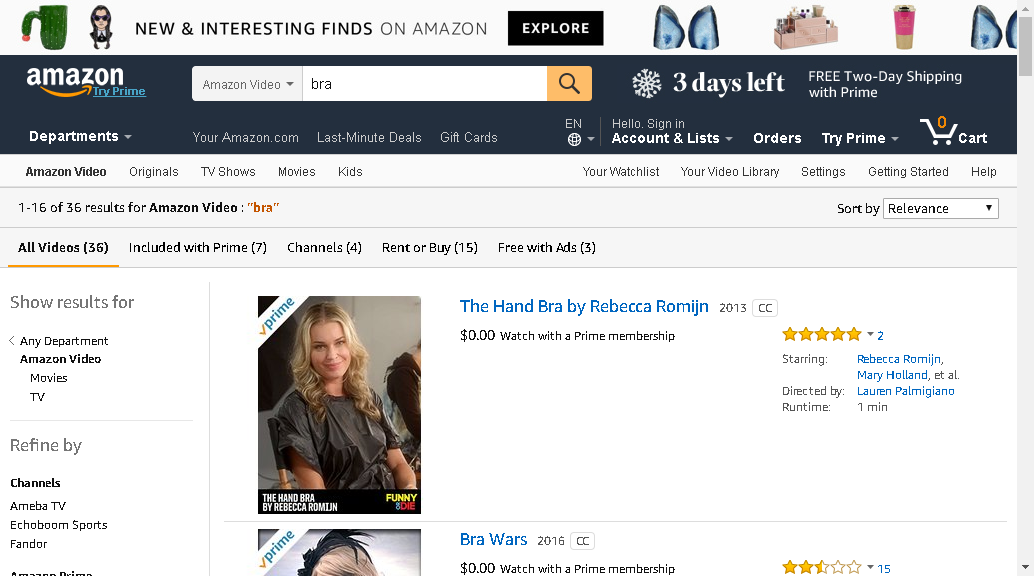 NEW & INTERESTING FINDS ON AMAZON EXPLORE
amazon
Try Prime
Amazon Video bra
3 days left
FREE Two-Day Shipping
with Prime
Departments
Your Amazon.com Last-Minute Deals Gift Cards
EN
Hello. Sign in
Account & Lists
Orders
Try Prime
0
Cart
Amazon Video Originals TV Shows Movies Kids Your Watchlist Your Video Library Settings Getting Started Help
1-16 of 36 results for Amazon Video : "bra"
Sort by Relevance
All Videos (36) Included with Prime (7) Channels (4) Rent or Buy (15) Free with Ads (3)
Show results for
Any Department
Amazon Video
Movies
TV
Refine by
Channels
Ameba TV
Echoboom Sports
Fandor
Amazon Prime
prime
THE HAND BRA
BY REBECCA ROMIJN
FUNNY
OR DIE
The Hand Bra by Rebecca Romijn 2013 CC
$0.00 Watch with a Prime membership
2
Starring: Rebecca Romijn,
Mary Holland, et al.
Directed by: Lauren Palmigiano
Runtime: 1 min
prime
Bra Wars 2016 CC
$0.00 Watch with a Prime membership
15